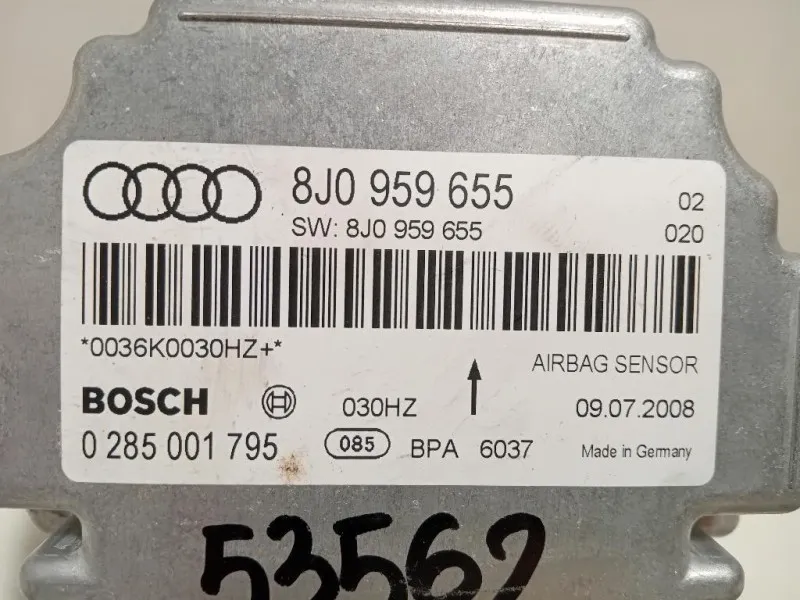 8J0 959 655 02
SW: 8J0 959 655 020
*0036K0030HZ+*
AIRBAG SENSOR
BOSCH 030HZ 09.07.2008
0 285 001 795 085 BPA 6037 Made in Germany
53562